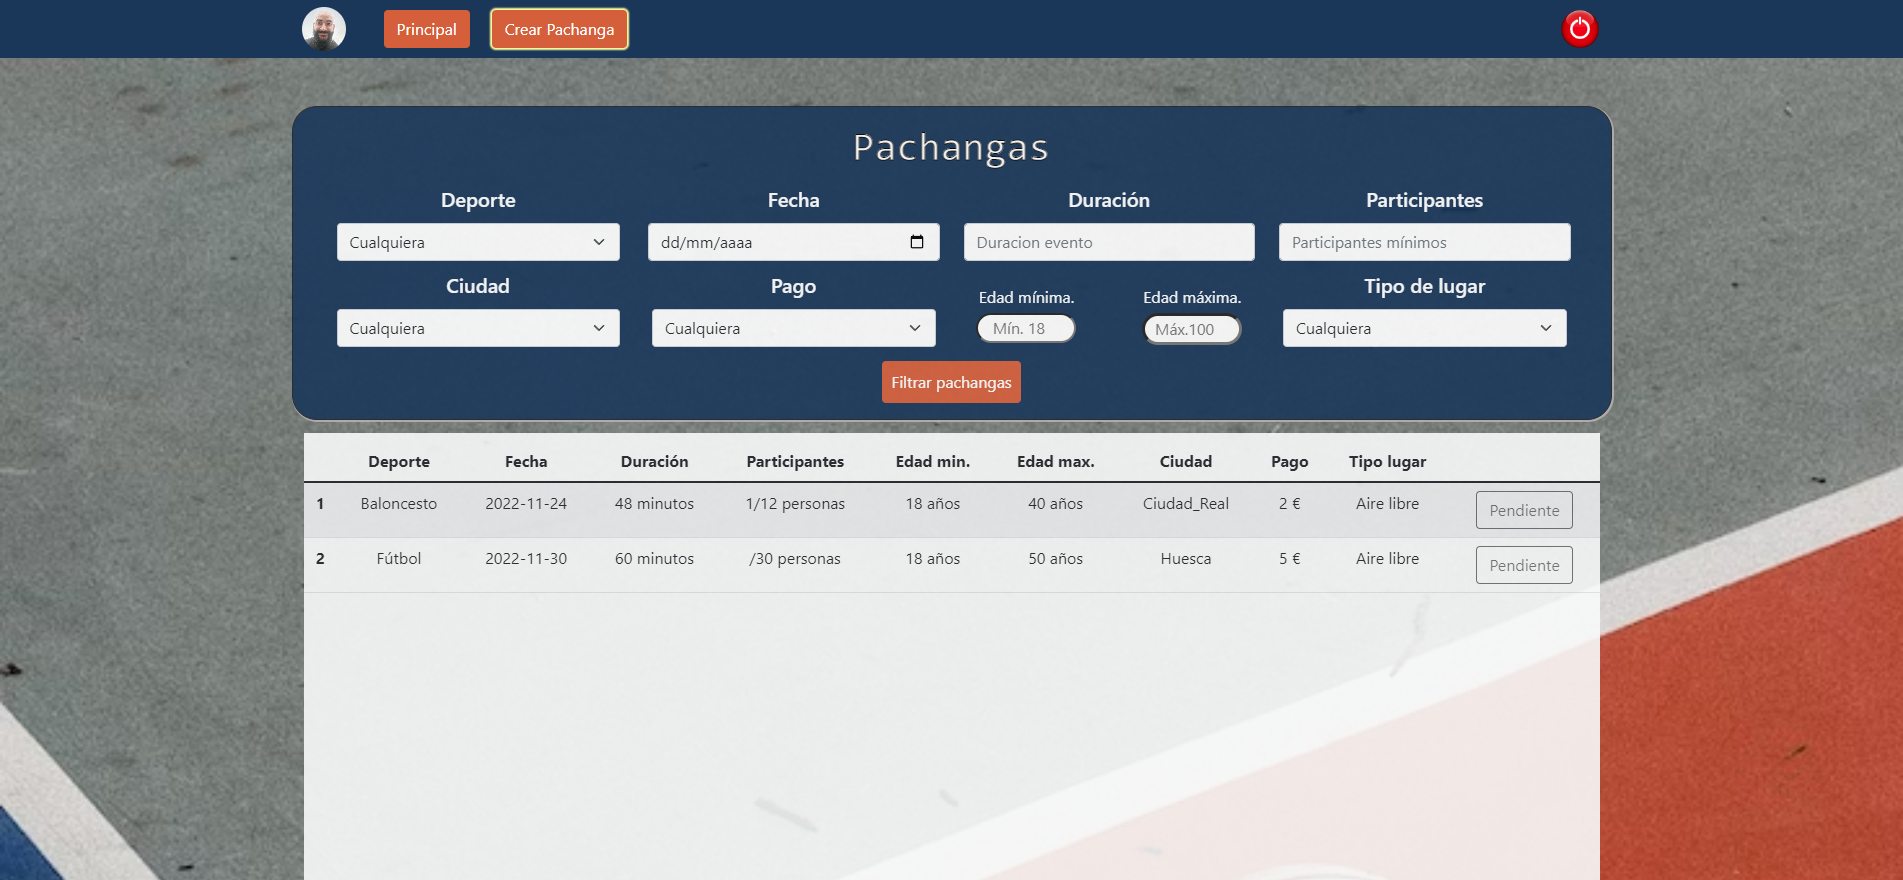 Principal Crear Pachanga
Pachangas
Deporte Fecha Duración Participantes
Cualquiera dd/mm/aaaa Duracion evento Participantes mínimos
Ciudad Pago Edad mínima. Edad máxima. Tipo de lugar
Cualquiera Cualquiera Mín. 18 Máx.100 Cualquiera
Filtrar pachangas
Deporte Fecha Duración Participantes Edad min. Edad max. Ciudad Pago Tipo lugar
1 Baloncesto 2022-11-24 48 minutos 1/12 personas 18 años 40 años Ciudad_Real 2 € Aire libre Pendiente
2 Fútbol 2022-11-30 60 minutos /30 personas 18 años 50 años Huesca 5 € Aire libre Pendiente